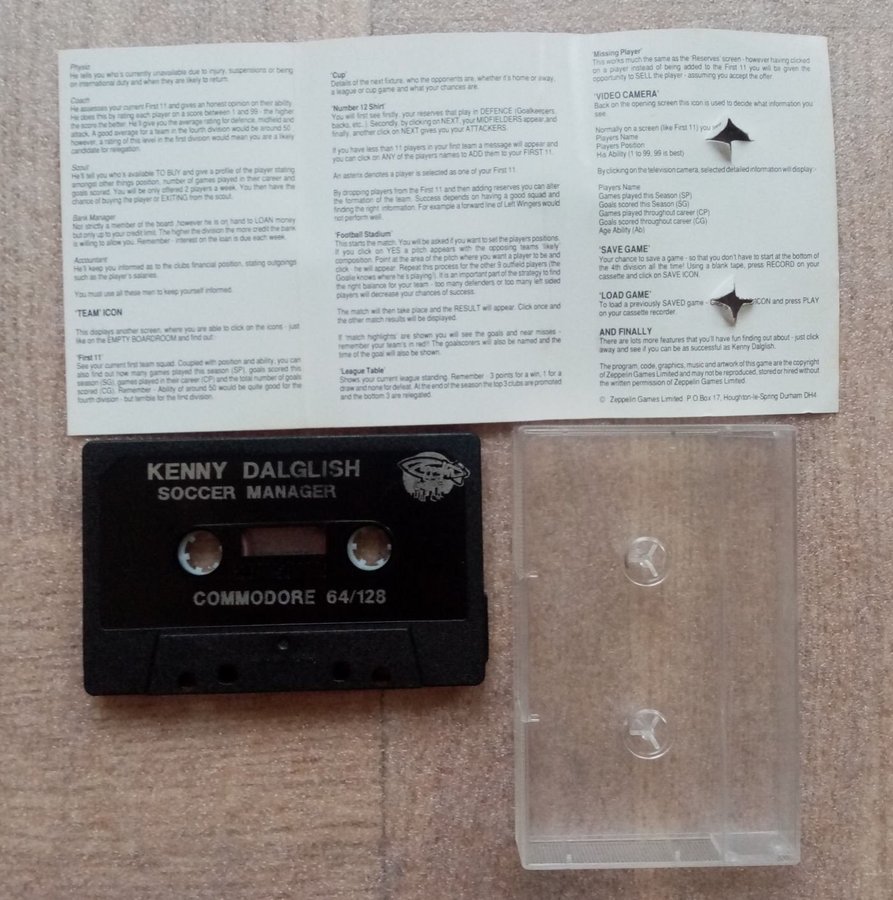 Physio
He tells you who's currently unavailable due to injury, suspensions or being
on international duty and when they are likely to return.
Coach
He assesses your current First 11 and gives an honest opinion on their ability.
He does this by rating each player on a score between 1 and 99 - the higher
the score the better. He'll give you the average rating for defence, midfield and
attack. A good average for a team in the fourth division would be around 50
however, a rating of this level in the first division would mean you are a likely
candidate for relegation.
Scout
He'll tell you who's available TO BUY and give a profile of the player stating
amongst other things position, number of games played in their career and
goals scored. You will be only offered 2 players a week. You then have the
chance of buying the player or EXITING from the scout.
Bank Manager
Not strictly a member of the board ,however he is on hand to LOAN money
but only up to your credit limit. The higher the division the more credit the bank
is willing to allow you. Remember - interest on the loan is due each week.
Accountant
He'll keep you informed as to the clubs financial position, stating outgoings
such as the player's salaries.
You must use all these men to keep yourself informed.
'TEAM' ICON
This displays another screen, where you are able to click on the icons - just
like on the EMPTY BOARDROOM and find out:
'First 11'
See your current first team squad. Coupled with position and ability, you can
also find out how many games played this season (SP), goals scored this
season (SG), games played in their career (CP) and the total number of goals
scored (CG). Remember - Ability of around 50 would be quite good for the
fourth division - but terrible for the first division.
'Cup'
Details of the next fixture, who the opponents are, whether it's home or away,
a league or cup game and what your chances are.
'Number 12 Shirt'
You will see firstly, your reserves that play in DEFENCE (Goalkeepers,
backs, etc..). Secondly, by clicking on NEXT, your MIDFIELDERS appear and
finally, another click on NEXT gives you your ATTACKERS.
If you have less than 11 players in your first team a message will appear and
you can click on ANY of the players names to ADD them to your FIRST 11.
An asterix denotes a player is selected as one of your First 11.
By dropping players from the First 11 and then adding reserves you can alter
the formation of the team. Success depends on having a good squad and
finding the right information. For example a forward line of Left Wingers would
not perform well.
'Football Stadium'
This starts the match. You will be asked if you want to set the players positions.
If you click on YES a pitch appears with the opposing teams 'likely
composition. Point at the area of the pitch where you want a player to be and
click - he will appear. Repeat this process for the other 9 outfield players (the
Goalie knows where he's playing!). It is an important part of the strategy to find
the right balance for your team - too many defenders or too many left sided
players will decrease your chances of success.
The match will then take place and the RESULT will appear. Click once and
the other match results will be displayed.
If 'match highlights' are shown you will see the goals and near misses -
remember your team's in red!! The goalscorers will also be named and the
time of the goal will also be shown.
'League Table'
Shows your current league standing. Remember - 3 points for a win, 1 for a
draw and none for defeat. At the end of the season the top 3 clubs are promoted
and the bottom 3 are relegated.
'Missing Player'
This works much the same as the 'Reserves' screen - however having clicked
on a player instead of being added to the First 11 you will be given the
opportunity to SELL the player - assuming you accept the offer.
'VIDEO CAMERA'
Back on the opening screen this icon is used to decide what information you
see.
Normally on a screen (like First 11) you
Players Name
Players Position
His Ability (1 to 99, 99 is best)
By clicking on the television camera, selected detailed information will display:-
Players Name
Games played this Season (SP)
Goals scored this Season (SG)
Games played throughout career (CP)
Goals scored throughout career (CG)
Age Ability (Ab)
'SAVE GAME'
Your chance to save a game - so that you don't have to start at the bottom of
the 4th division all the time! Using a blank tape, press RECORD on your
cassette and click on SAVE ICON.
'LOAD GAME'
To load a previously SAVED game - ICON and press PLAY
on your cassette recorder.
AND FINALLY
There are lots more features that you'll have fun finding out about - just click
away and see if you can be as successful as Kenny Dalglish.
The program, code, graphics, music and artwork of this game are the copyright
of Zeppelin Games Limited and may not be reproduced, stored or hired without
the written permission of Zeppelin Games Limited.
© Zeppelin Games Limited P.O.Box 17, Houghton-le-Spring Durham DH4
KENNY DALGLISH
SOCCER MANAGER
COMMODORE 64/128